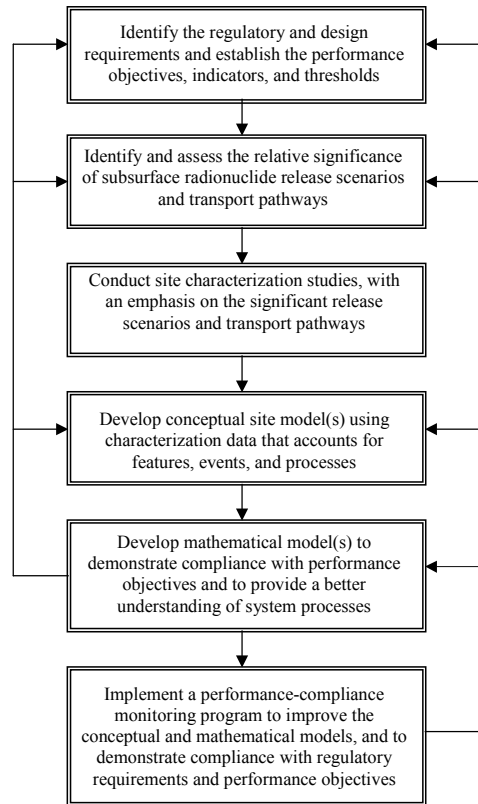 Identify the regulatory and design
requirements and establish the performance
objectives, indicators, and thresholds
Identify and assess the relative significance
of subsurface radionuclide release scenarios
and transport pathways
Conduct site characterization studies, with
an emphasis on the significant release
scenarios and transport pathways
Develop conceptual site model(s) using
characterization data that accounts for
features, events, and processes
Develop mathematical model(s) to
demonstrate compliance with performance
objectives and to provide a better
understanding of system processes
Implement a performance-compliance
monitoring program to improve the
conceptual and mathematical models, and to
demonstrate compliance with regulatory
requirements and performance objectives